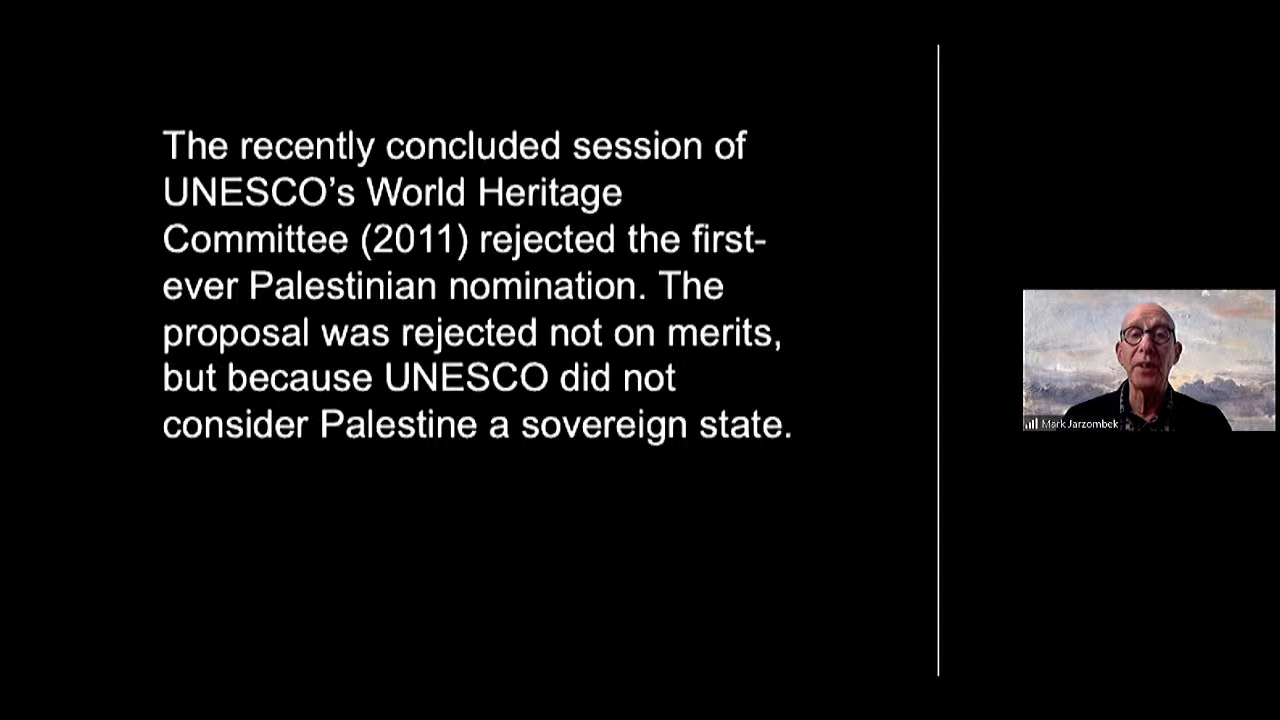 The recently concluded session of
UNESCO’s World Heritage
Committee (2011) rejected the first-
ever Palestinian nomination. The
proposal was rejected not on merits,
but because UNESCO did not
consider Palestine a sovereign state.
Mark Jarzombek